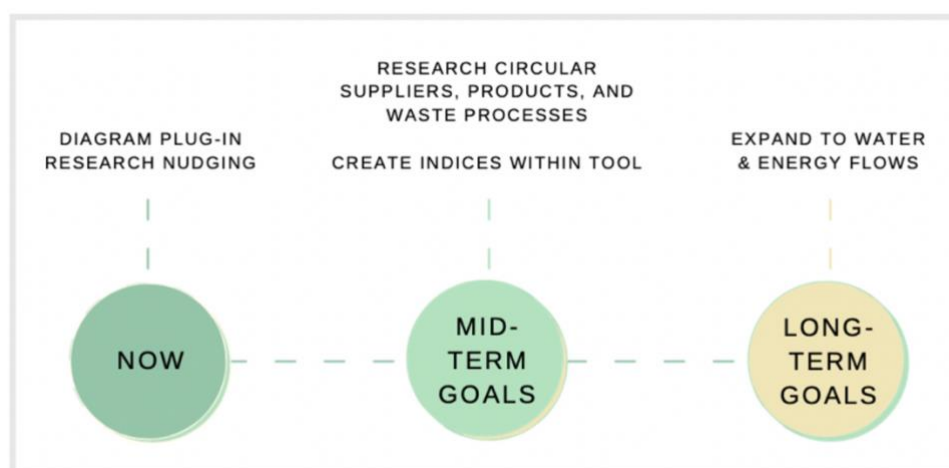 DIAGRAM PLUG-IN
RESEARCH NUDGING
RESEARCH CIRCULAR
SUPPLIERS, PRODUCTS, AND
WASTE PROCESSES
CREATE INDICES WITHIN TOOL
EXPAND TO WATER
& ENERGY FLOWS
NOW
MID-
TERM
GOALS
LONG-
TERM
GOALS